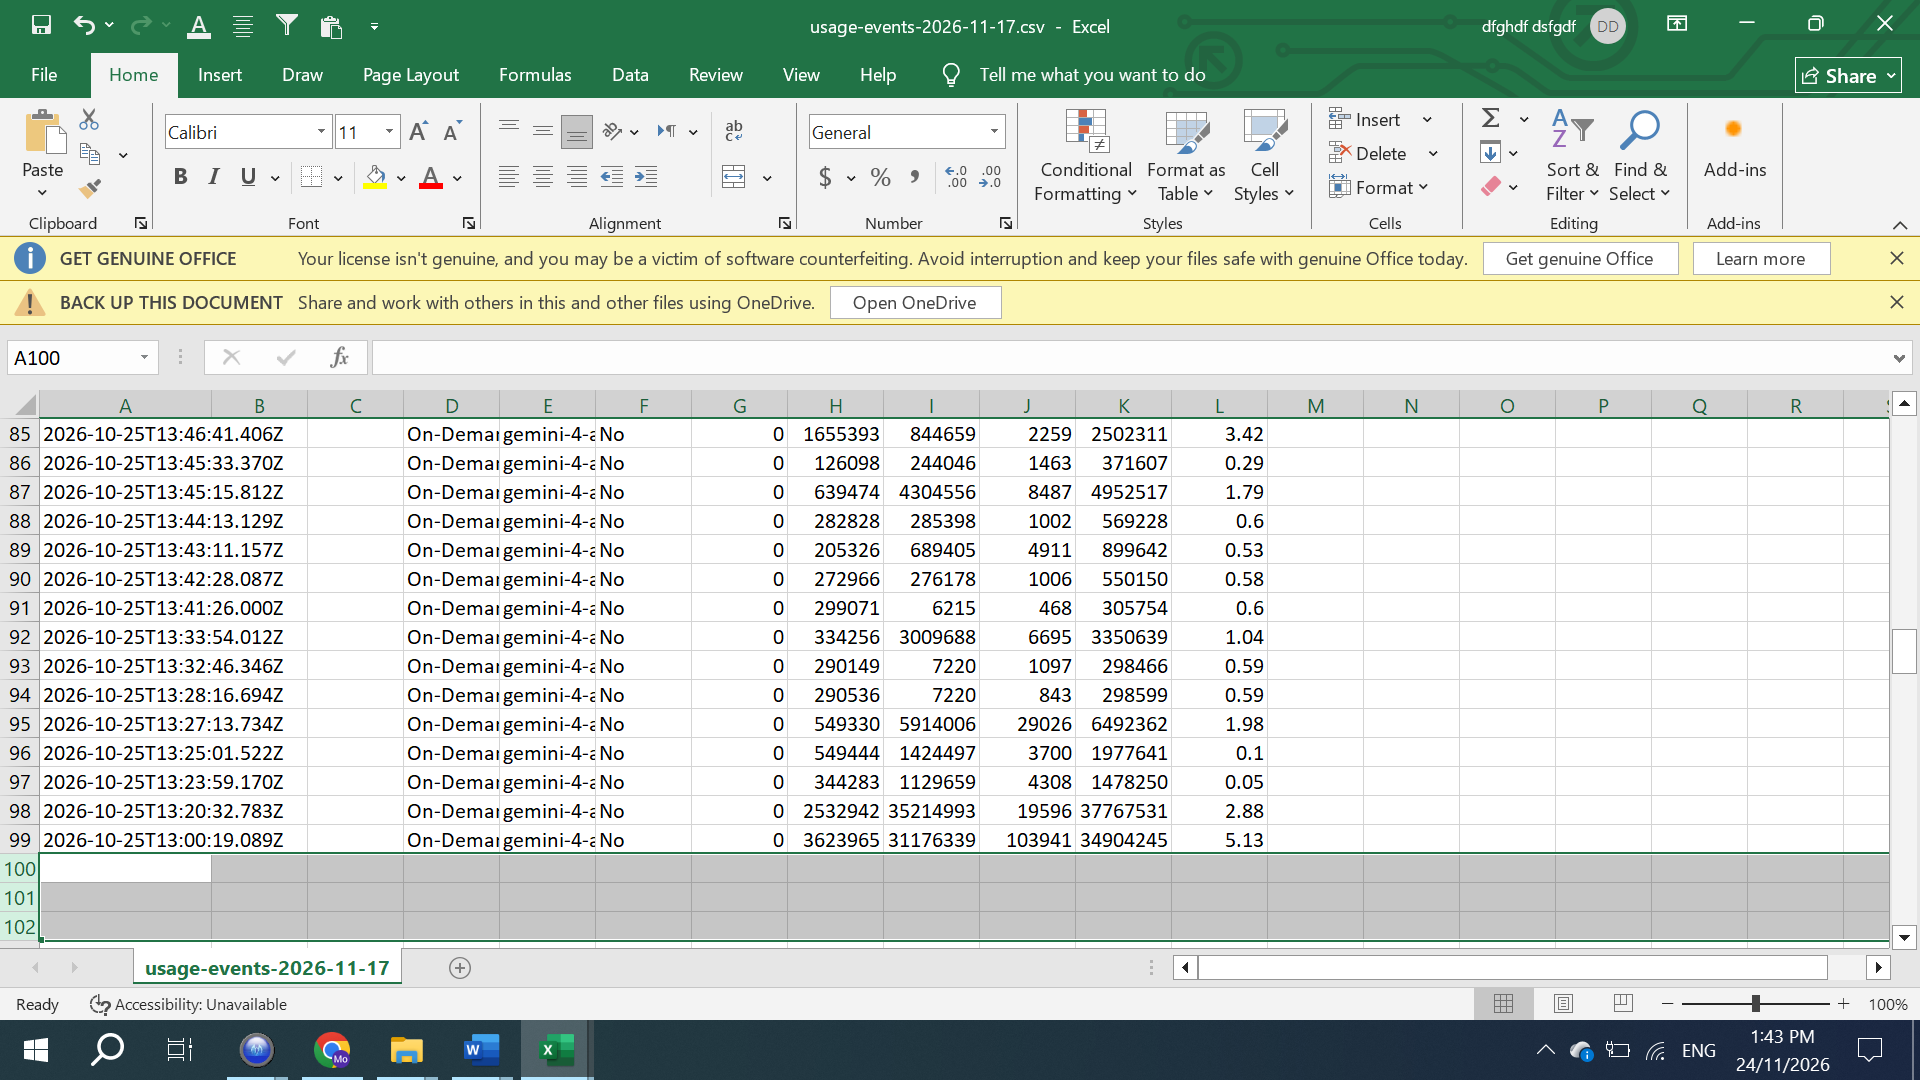 usage-events-2026-11-17.csv - Excel
dfghdf dsfgdf DD
File Home Insert Draw Page Layout Formulas Data Review View Help Tell me what you want to do Share
Paste
Clipboard
Calibri 11
B I U A
Font
ab
Alignment
General
$ % 9
Number
Conditional Formatting
Format as Table
Cell Styles
Styles
Insert
Delete
Format
Cells
Sort & Filter
Find & Select
Editing
Add-ins
Add-ins
GET GENUINE OFFICE Your license isn't genuine, and you may be a victim of software counterfeiting. Avoid interruption and keep your files safe with genuine Office today. Get genuine Office Learn more
BACK UP THIS DOCUMENT Share and work with others in this and other files using OneDrive. Open OneDrive
A100 fx
A B C D E F G H I J K L M N O P Q R
85 2026-10-25T13:46:41.406Z On-Demar gemini-4-a No 0 1655393 844659 2259 2502311 3.42
86 2026-10-25T13:45:33.370Z On-Demar gemini-4-a No 0 126098 244046 1463 371607 0.29
87 2026-10-25T13:45:15.812Z On-Demar gemini-4-a No 0 639474 4304556 8487 4952517 1.79
88 2026-10-25T13:44:13.129Z On-Demar gemini-4-a No 0 282828 285398 1002 569228 0.6
89 2026-10-25T13:43:11.157Z On-Demar gemini-4-a No 0 205326 689405 4911 899642 0.53
90 2026-10-25T13:42:28.087Z On-Demar gemini-4-a No 0 272966 276178 1006 550150 0.58
91 2026-10-25T13:41:26.000Z On-Demar gemini-4-a No 0 299071 6215 468 305754 0.6
92 2026-10-25T13:33:54.012Z On-Demar gemini-4-a No 0 334256 3009688 6695 3350639 1.04
93 2026-10-25T13:32:46.346Z On-Demar gemini-4-a No 0 290149 7220 1097 298466 0.59
94 2026-10-25T13:28:16.694Z On-Demar gemini-4-a No 0 290536 7220 843 298599 0.59
95 2026-10-25T13:27:13.734Z On-Demar gemini-4-a No 0 549330 5914006 29026 6492362 1.98
96 2026-10-25T13:25:01.522Z On-Demar gemini-4-a No 0 549444 1424497 3700 1977641 0.1
97 2026-10-25T13:23:59.170Z On-Demar gemini-4-a No 0 344283 1129659 4308 1478250 0.05
98 2026-10-25T13:20:32.783Z On-Demar gemini-4-a No 0 2532942 35214993 19596 37767531 2.88
99 2026-10-25T13:00:19.089Z On-Demar gemini-4-a No 0 3623965 31176339 103941 34904245 5.13
100
101
102
usage-events-2026-11-17
Ready Accessibility: Unavailable 100%
ENG 1:43 PM
24/11/2026